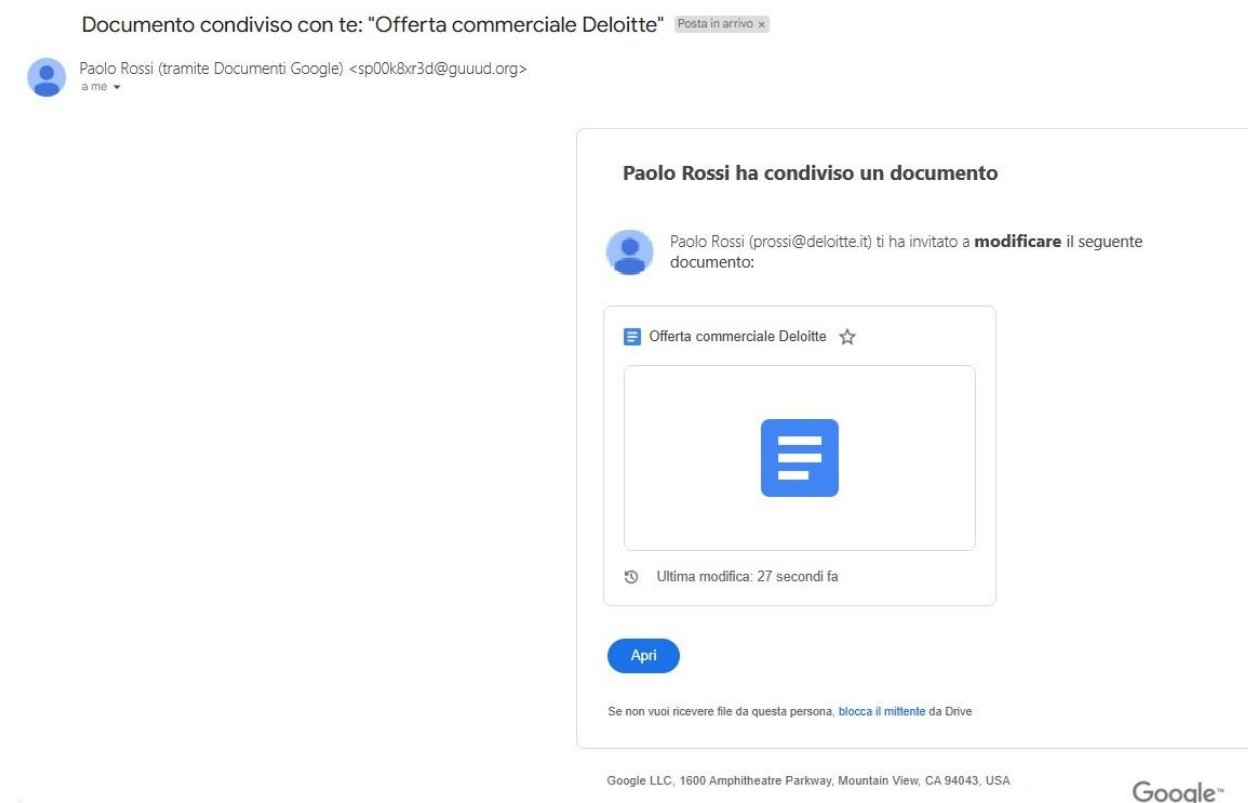 Documento condiviso con te: "Offerta commerciale Deloitte" Posta in arrivo ×
Paolo Rossi (tramite Documenti Google) <sp00k8xr3d@guuud.org>
a me
Paolo Rossi ha condiviso un documento
Paolo Rossi (prossi@deloitte.it) ti ha invitato a modificare il seguente
documento:
Offerta commerciale Deloitte
Ultima modifica: 27 secondi fa
Apri
Se non vuoi ricevere file da questa persona, blocca il mittente da Drive
Google LLC, 1600 Amphitheatre Parkway, Mountain View, CA 94043, USA
Google™